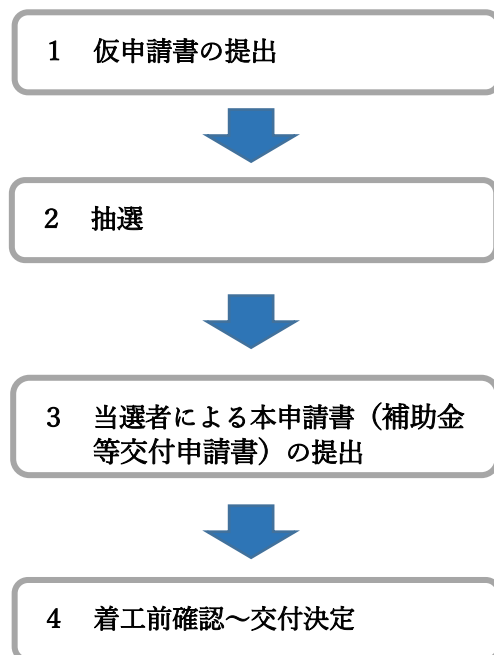 1 仮申請書の提出
2 抽選
3 当選者による本申請書（補助金
等交付申請書）の提出
4 着工前確認～交付決定